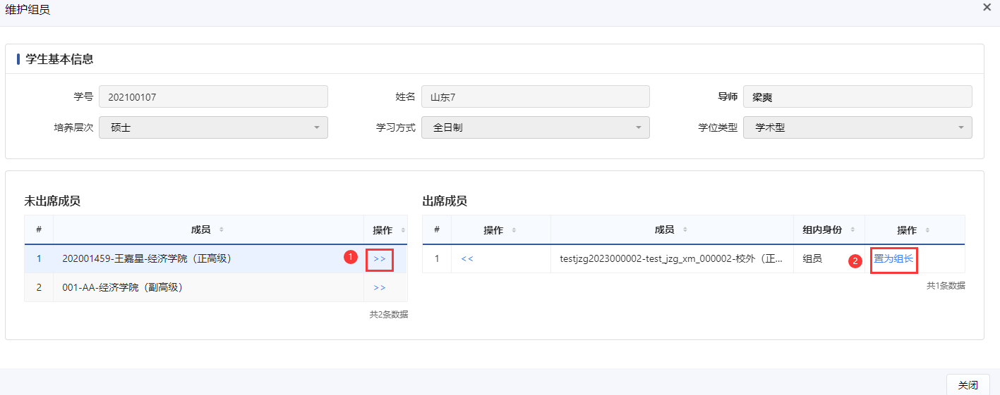 维护组员
学生基本信息
学号 202100107 姓名 山东7 导师 梁爽
培养层次 硕士 学习方式 全日制 学位类型 学术型
未出席成员
# 成员 操作
1 202001459-王嘉星-经济学院（正高级） 1 >>
2 001-AA-经济学院（副高级） >>
共2条数据
出席成员
# 操作 成员 组内身份 操作
1 << testjzg2023000002-test_jzg_xm_000002-校外（正... 组员 2 置为组长
共1条数据
关闭